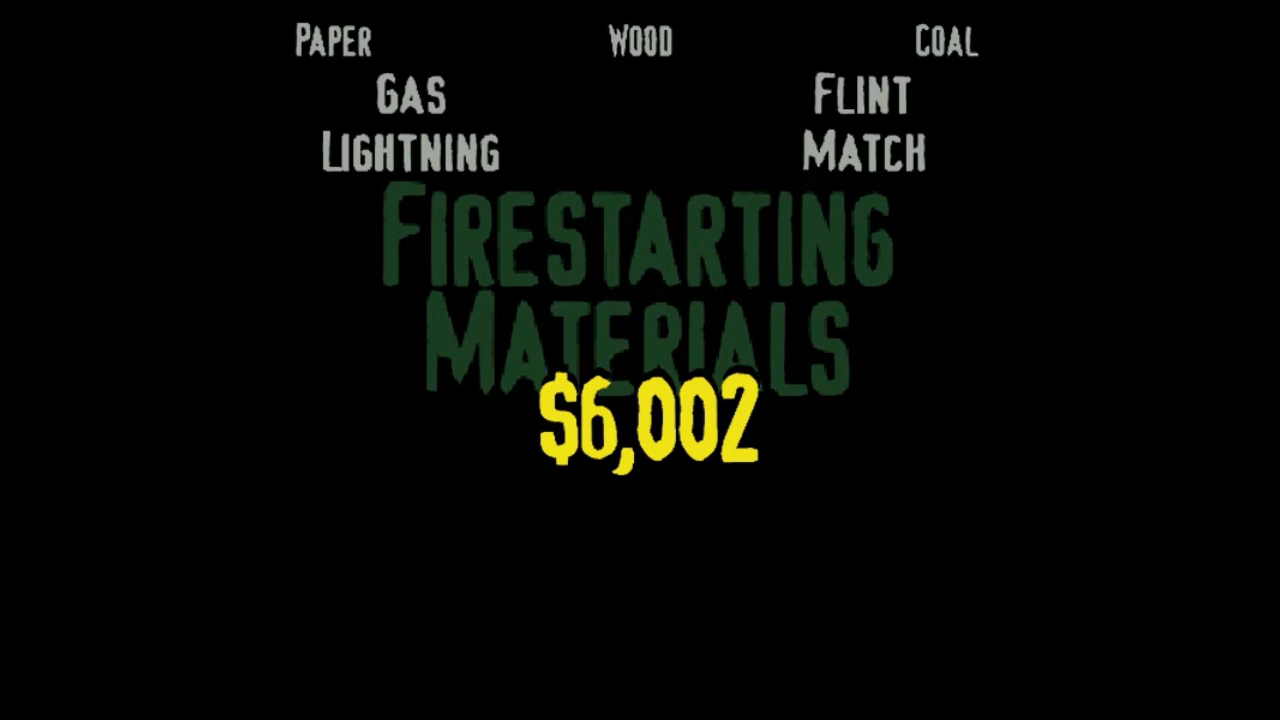 Paper Wood Coal
Gas Flint
Lightning Match
Firestarting
Materials
$6,002